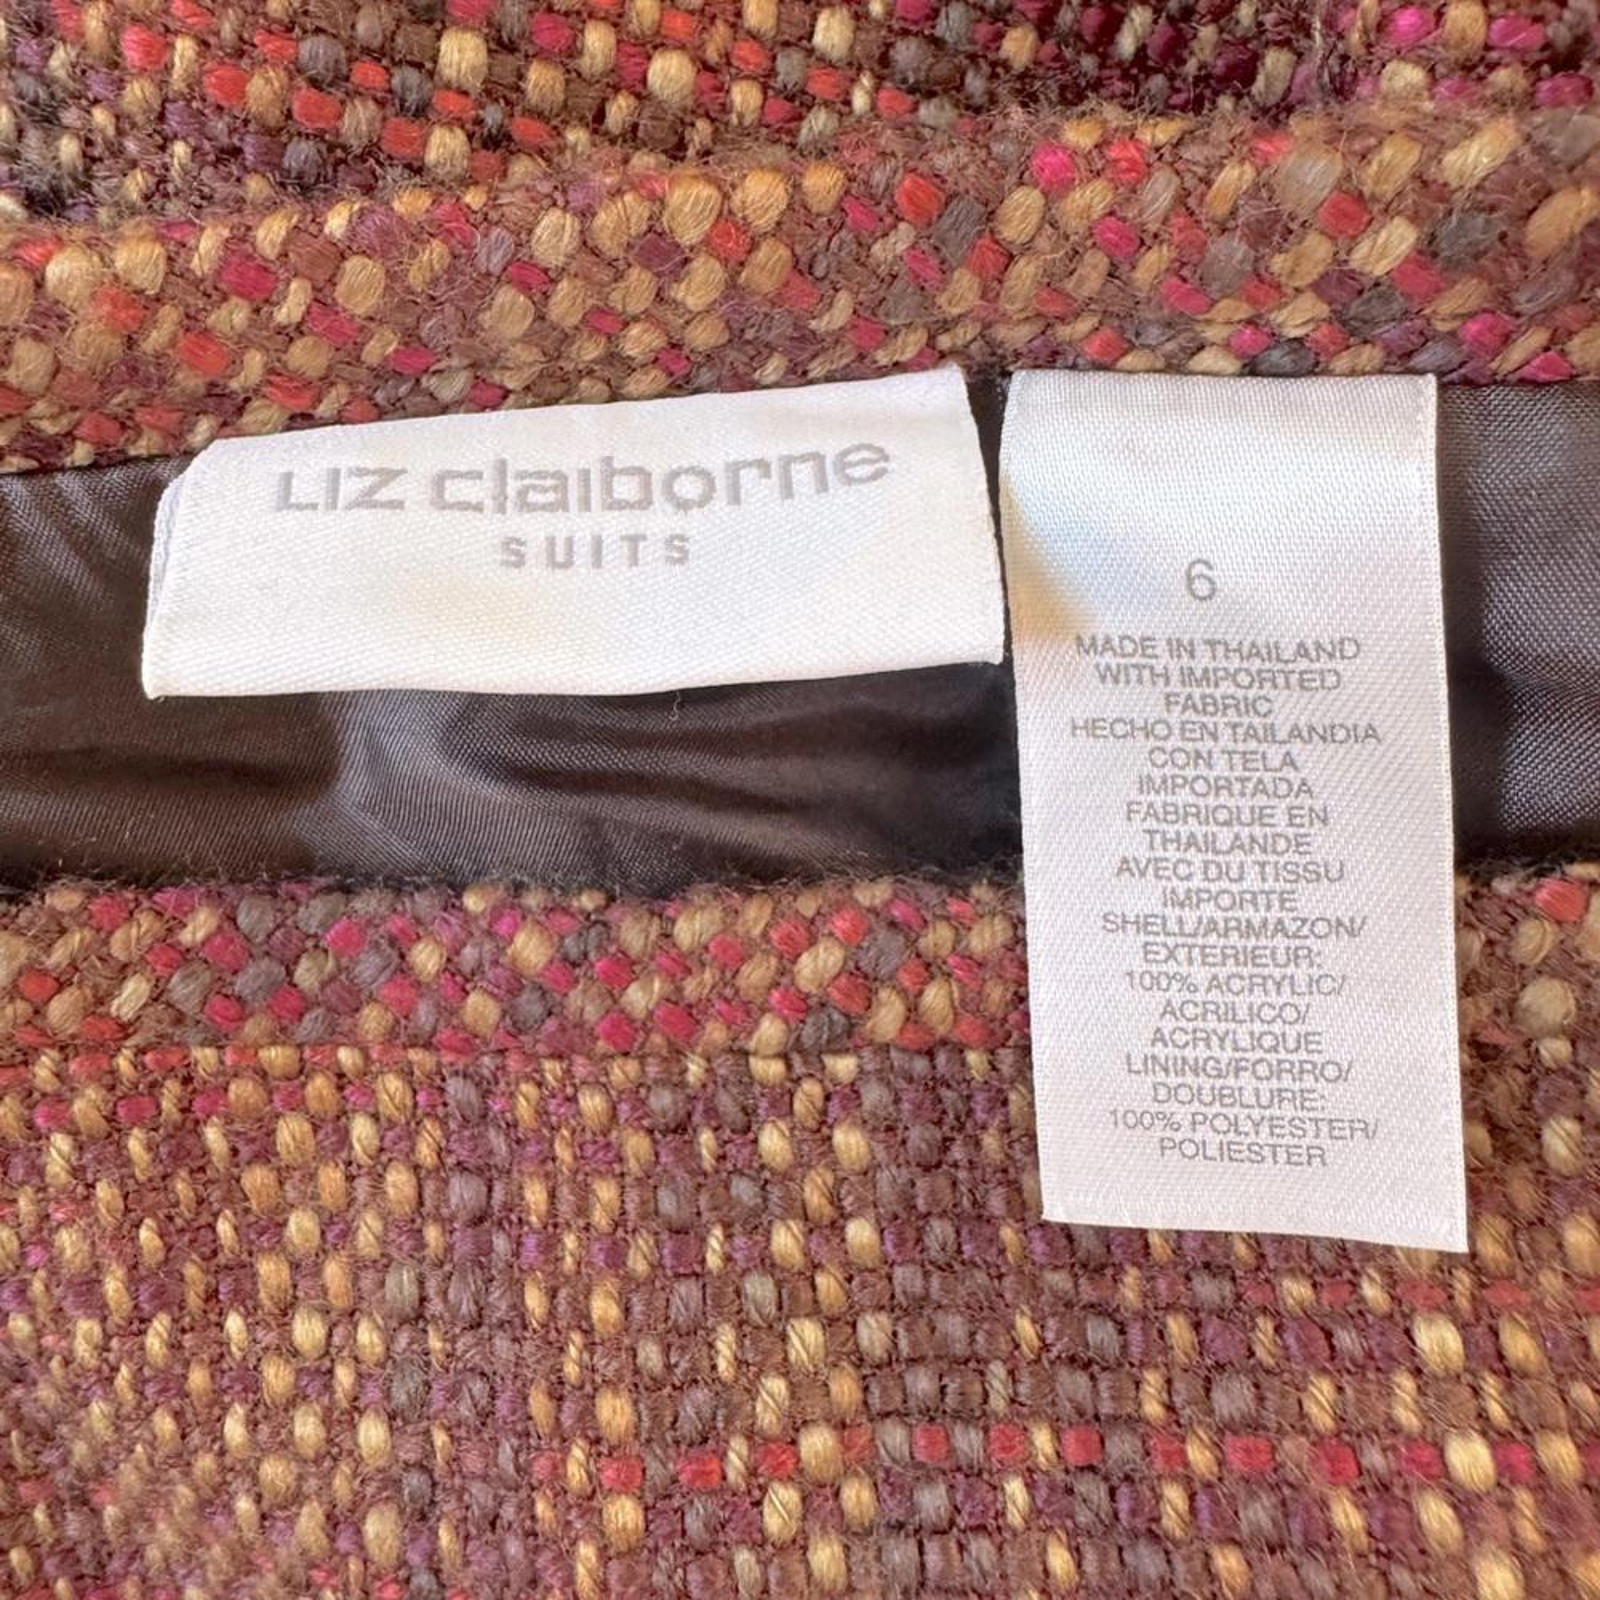 LIZ claiborne
SUITS
6
MADE IN THAILAND
WITH IMPORTED
FABRIC
HECHO EN TAILANDIA
CON TELA
IMPORTADA
FABRIQUE EN
THAILANDE
AVEC DU TISSU
IMPORTE
SHELL/ARMAZON/
EXTERIEUR:
100% ACRYLIC/
ACRILICO/
ACRYLIQUE
LINING/FORRO/
DOUBLURE:
100% POLYESTER/
POLIESTER